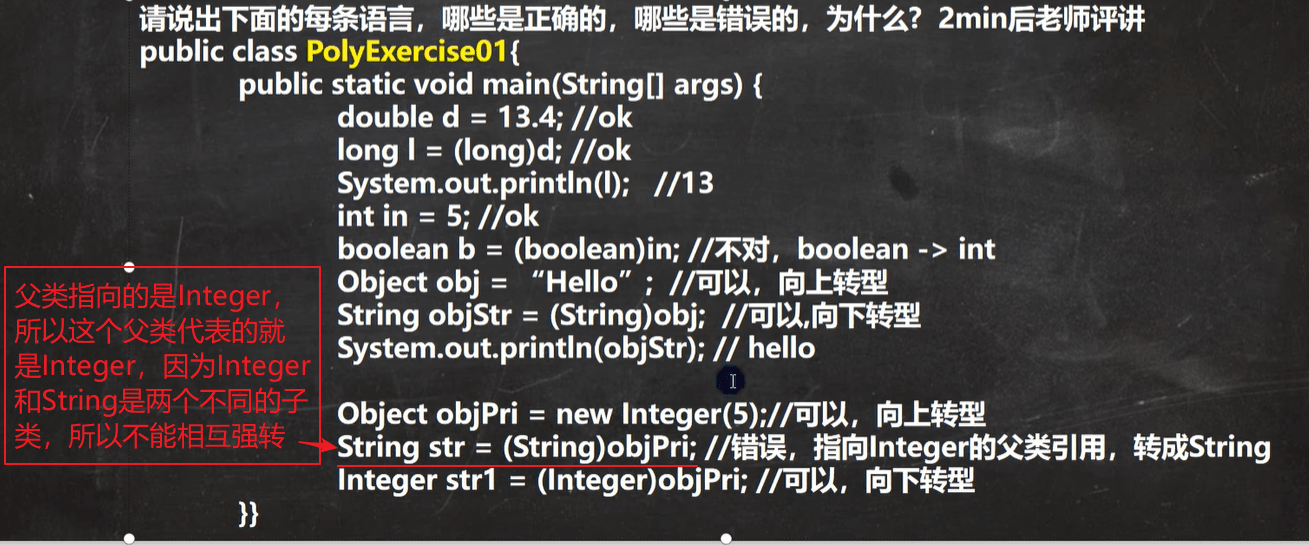 请说出下面的每条语言，哪些是正确的，哪些是错误的，为什么？2min后老师评讲
public class PolyExercise01{
public static void main(String[] args) {
double d = 13.4; //ok
long l = (long)d; //ok
System.out.println(l); //13
int in = 5; //ok
boolean b = (boolean)in; //不对，boolean -> int
Object obj = “Hello”; //可以，向上转型
String objStr = (String)obj; //可以,向下转型
System.out.println(objStr); // hello
Object objPri = new Integer(5);//可以，向上转型
String str = (String)objPri; //错误，指向Integer的父类引用，转成String
Integer str1 = (Integer)objPri; //可以，向下转型
}}
父类指向的是Integer，
所以这个父类代表的就
是Integer，因为Integer
和String是两个不同的子
类，所以不能相互强转